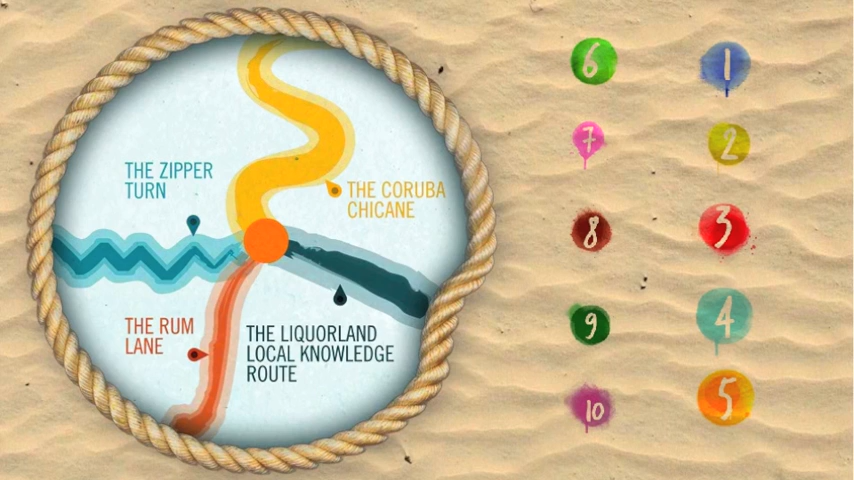 THE ZIPPER
TURN
THE CORUBA
CHICANE
THE RUM
LANE
THE LIQUORLAND
LOCAL KNOWLEDGE
ROUTE
6
1
7
2
8
3
9
4
10
5